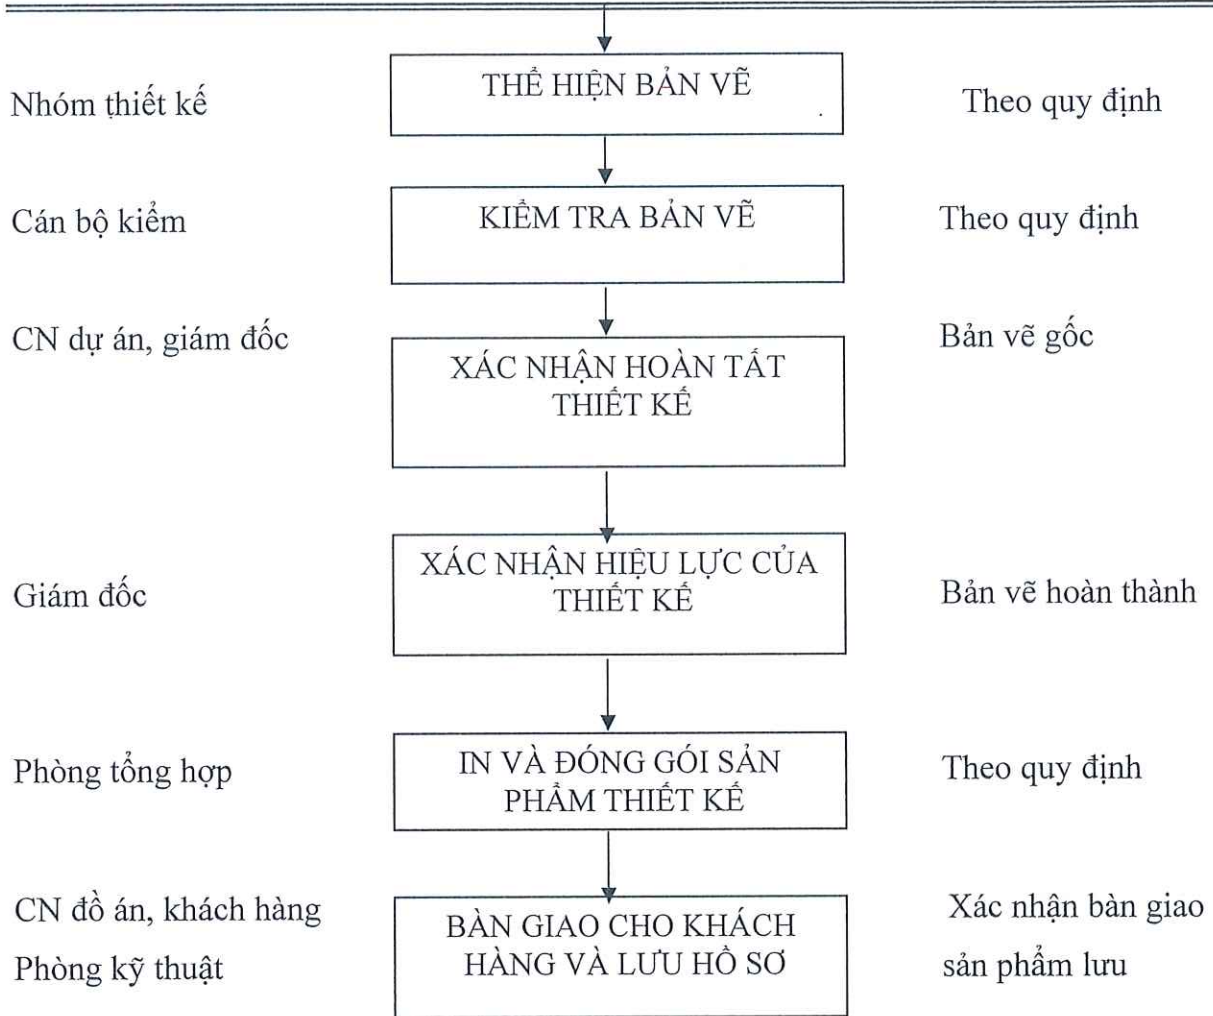 THỂ HIỆN BẢN VẼ
Nhóm thiết kế
Theo quy định
KIỂM TRA BẢN VẼ
Cán bộ kiểm
Theo quy định
CN dự án, giám đốc
Bản vẽ gốc
XÁC NHẬN HOÀN TẤT
THIẾT KẾ
XÁC NHẬN HIỆU LỰC CỦA
THIẾT KẾ
Giám đốc
Bản vẽ hoàn thành
IN VÀ ĐÓNG GÓI SẢN
PHẨM THIẾT KẾ
Phòng tổng hợp
Theo quy định
CN đồ án, khách hàng
Phòng kỹ thuật
BÀN GIAO CHO KHÁCH
HÀNG VÀ LƯU HỒ SƠ
Xác nhận bàn giao
sản phẩm lưu